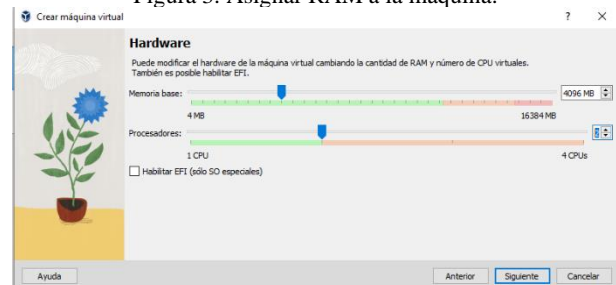 Figura 3. Asignar RAM a la máquina.
Crear máquina virtual
Hardware
Puede modificar el hardware de la máquina virtual cambiando la cantidad de RAM y número de CPU virtuales.
También es posible habilitar EFI.
Memoria base:
4096 MB
4 MB
16384 MB
Procesadores:
2
1 CPU
4 CPUs
Habilitar EFI (sólo SO especiales)
Ayuda
Anterior
Siguiente
Cancelar